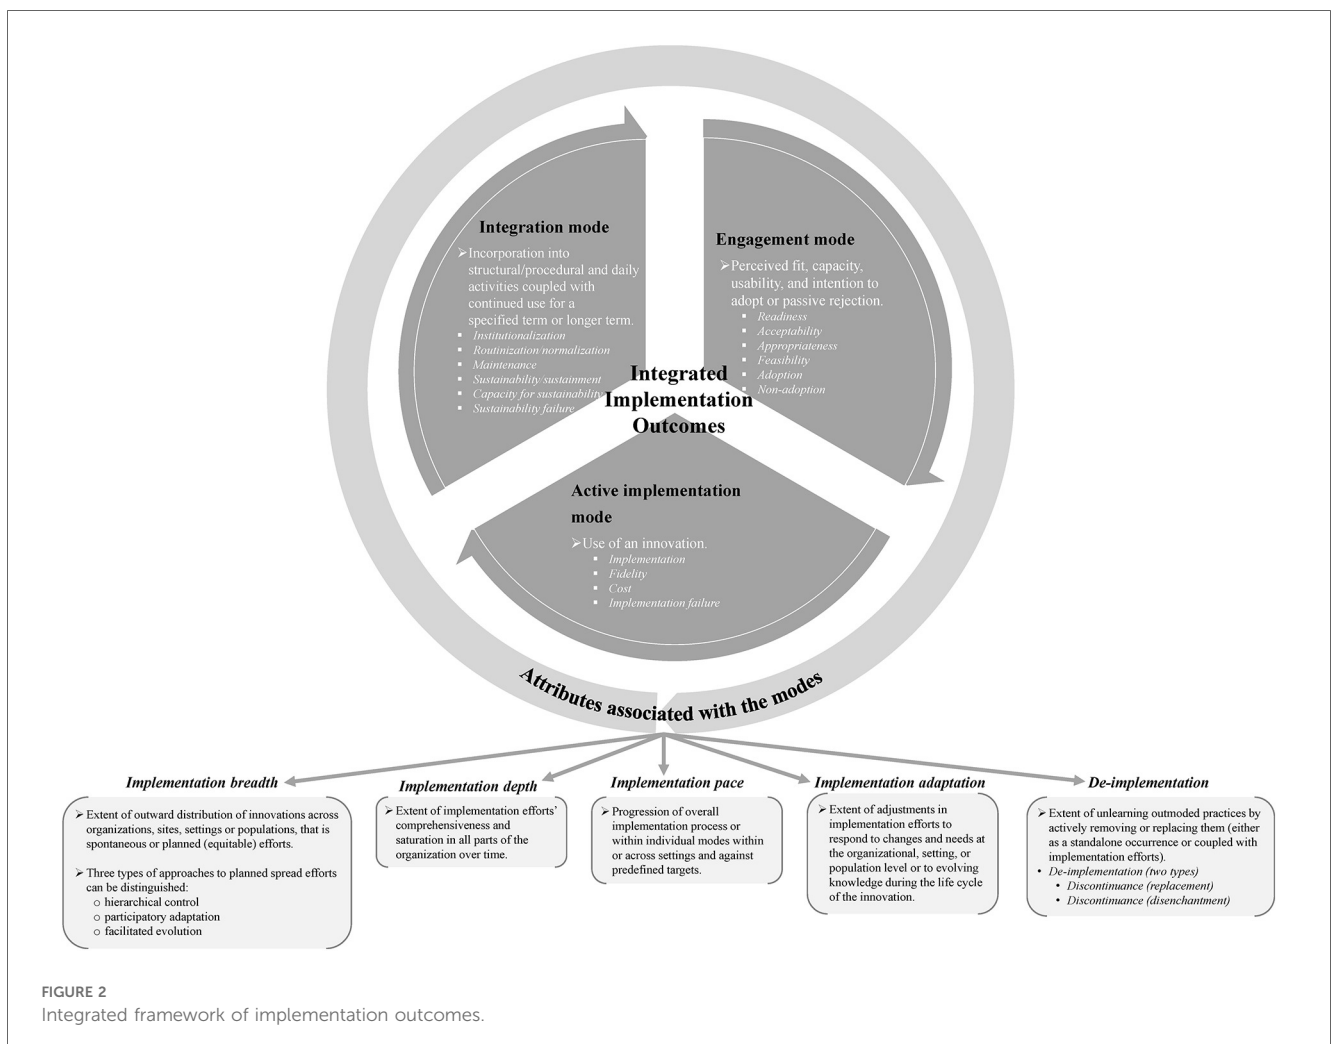 Integration mode
➢Incorporation into
structural/procedural and daily
activities coupled with
continued use for a
specified term or longer term.
▪ Institutionalization
▪ Routinization/normalization
▪ Maintenance
▪ Sustainability/sustainment
▪ Capacity for sustainability
▪ Sustainability failure
Engagement mode
➢Perceived fit, capacity,
usability, and intention to
adopt or passive rejection.
▪ Readiness
▪ Acceptability
▪ Appropriateness
▪ Feasibility
▪ Adoption
▪ Non-adoption
Integrated
Implementation
Outcomes
Active implementation
mode
➢Use of an innovation.
▪ Implementation
▪ Fidelity
▪ Cost
▪ Implementation failure
Attributes associated with the modes
Implementation breadth
➢ Extent of outward distribution of innovations across
organizations, sites, settings or populations, that is
spontaneous or planned (equitable) efforts.
➢ Three types of approaches to planned spread efforts
can be distinguished:
o hierarchical control
o participatory adaptation
o facilitated evolution
Implementation depth
➢ Extent of implementation efforts’
comprehensiveness and
saturation in all parts of the
organization over time.
Implementation pace
➢ Progression of overall
implementation process or
within individual modes within
or across settings and against
predefined targets.
Implementation adaptation
➢ Extent of adjustments in
implementation efforts to
respond to changes and needs at
the organizational, setting, or
population level or to evolving
knowledge during the life cycle
of the innovation.
De-implementation
➢ Extent of unlearning outmoded practices by
actively removing or replacing them (either
as a standalone occurrence or coupled with
implementation efforts).
• De-implementation (two types)
• Discontinuance (replacement)
• Discontinuance (disenchantment)
FIGURE 2
Integrated framework of implementation outcomes.